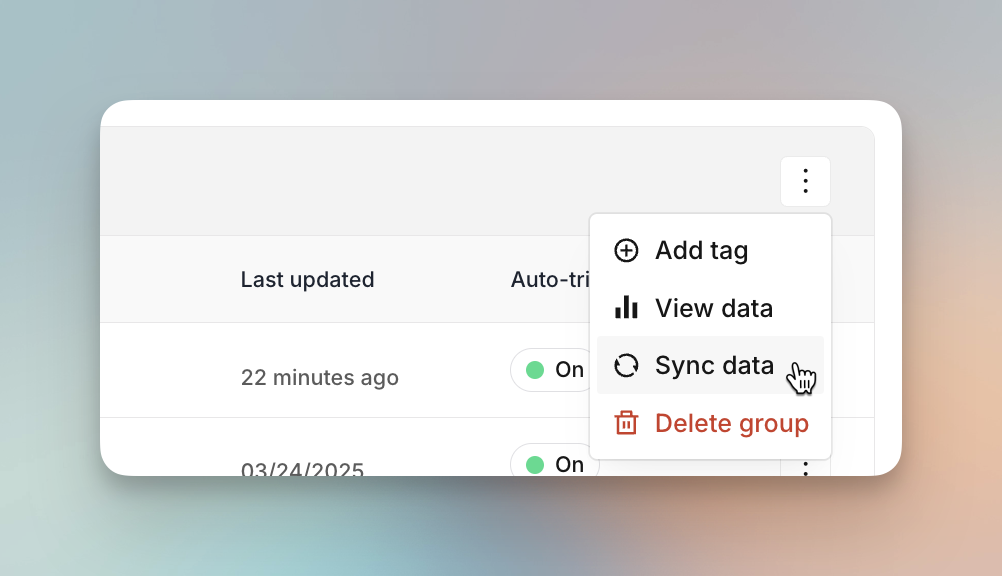 Add tag
Last updated
Auto-tri
View data
22 minutes ago
On
Sync data
Delete group
03/24/2025
On